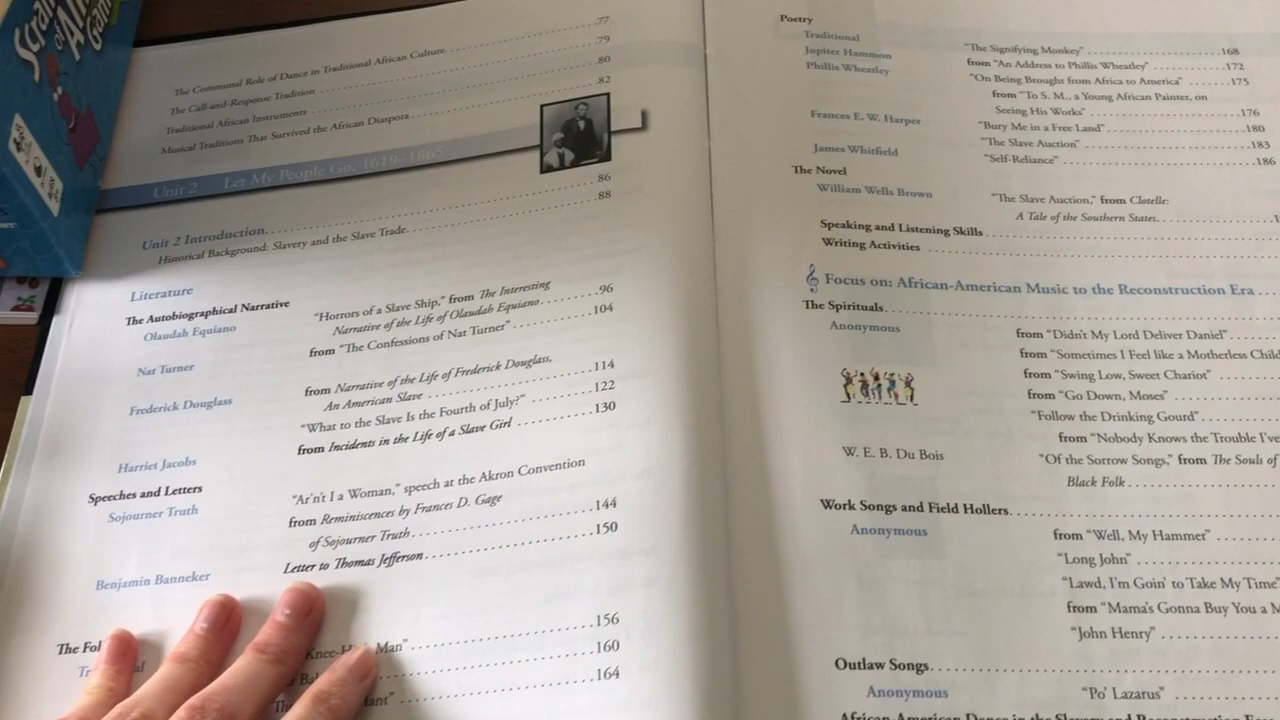 Scram
of An
Game
The Communal Role of Dance in Traditional African Culture. 77
The Call-and-Response Tradition 79
Traditional African Instruments 80
Musical Traditions That Survived the African Diaspora 82
Unit 2 Let My People Go, 1619–1865
Unit 2 Introduction. 86
Historical Background: Slavery and the Slave Trade. 88
Literature
The Autobiographical Narrative
Olaudah Equiano "Horrors of a Slave Ship," from The Interesting
Narrative of the Life of Olaudah Equiano 96
Nat Turner from "The Confessions of Nat Turner" 104
Frederick Douglass from Narrative of the Life of Frederick Douglass,
An American Slave 114
"What to the Slave Is the Fourth of July?" 122
Harriet Jacobs from Incidents in the Life of a Slave Girl 130
Speeches and Letters
Sojourner Truth "Ar'n't I a Woman," speech at the Akron Convention
from Reminiscences by Frances D. Gage
of Sojourner Truth 144
Benjamin Banneker Letter to Thomas Jefferson 150
The Fol
Man" 156
160
164
Poetry
Traditional "The Signifying Monkey" 168
Jupiter Hammon from "An Address to Phillis Wheatley" 172
Phillis Wheatley "On Being Brought from Africa to America" 175
from "To S. M., a Young African Painter, on
Seeing His Works" 176
Frances E. W. Harper "Bury Me in a Free Land" 180
"The Slave Auction" 183
James Whitfield "Self-Reliance" 186
The Novel
William Wells Brown "The Slave Auction," from Clotelle:
A Tale of the Southern States.
Speaking and Listening Skills
Writing Activities
Focus on: African-American Music to the Reconstruction Era
The Spirituals
Anonymous from "Didn't My Lord Deliver Daniel"
from "Sometimes I Feel like a Motherless Child
from "Swing Low, Sweet Chariot"
from "Go Down, Moses"
"Follow the Drinking Gourd"
from "Nobody Knows the Trouble I've
W. E. B. Du Bois "Of the Sorrow Songs," from The Souls of
Black Folk
Work Songs and Field Hollers.
Anonymous from "Well, My Hammer"
"Long John"
"Lawd, I'm Goin' to Take My Time"
from "Mama's Gonna Buy You a M
"John Henry"
Outlaw Songs.
Anonymous "Po' Lazarus"
African-American Dance in the Slavery and Reconstruction